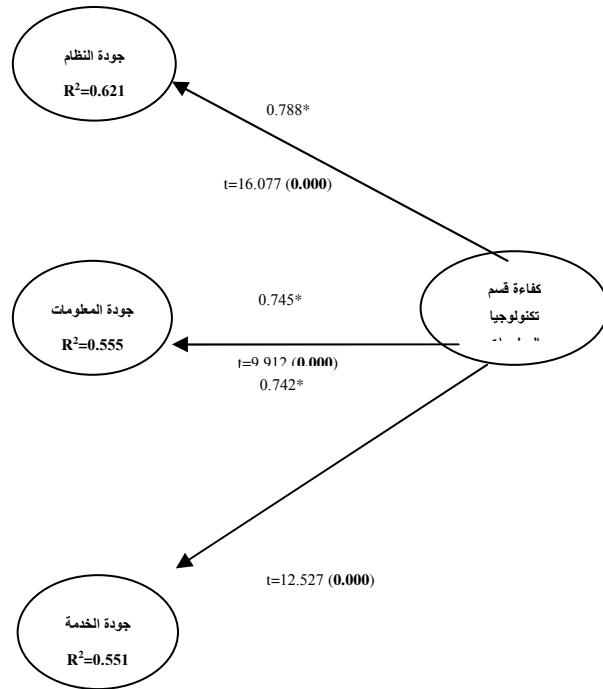 جودة النظام
R²=0.621
0.788*
t=16.077 (0.000)
كفاءة قسم
تكنولوجيا
0.745*
جودة المعلومات
R²=0.555
t=9.912 (0.000)
0.742*
t=12.527 (0.000)
جودة الخدمة
R²=0.551